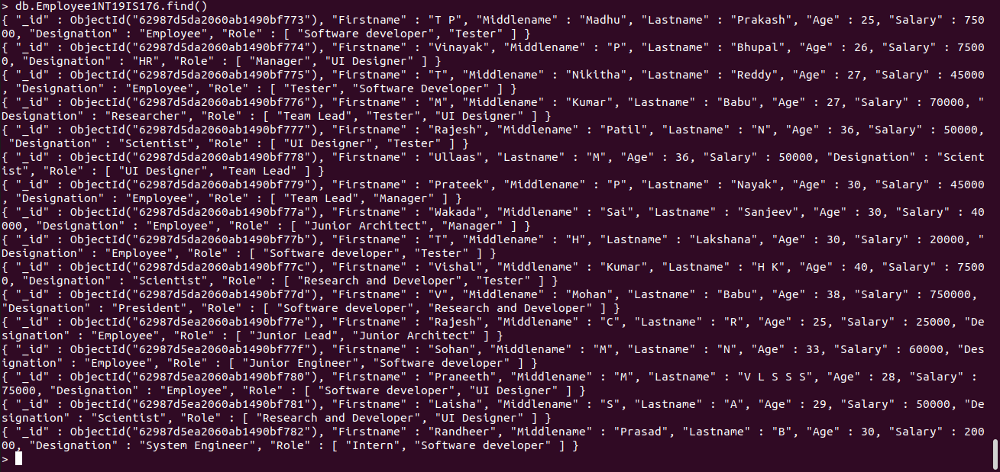 > db.Employee1NT19IS176.find()
{ "_id" : ObjectId("62987d5da2060ab1490bf773"), "Firstname" : "T P", "Middlename" : "Madhu", "Lastname" : "Prakash", "Age" : 25, "Salary" : 750
00, "Designation" : "Employee", "Role" : [ "Software developer", "Tester" ] }
{ "_id" : ObjectId("62987d5da2060ab1490bf774"), "Firstname" : "Vinayak", "Middlename" : "P", "Lastname" : "Bhupal", "Age" : 26, "Salary" : 7500
0, "Designation" : "HR", "Role" : [ "Manager", "UI Designer" ] }
{ "_id" : ObjectId("62987d5da2060ab1490bf775"), "Firstname" : "T", "Middlename" : "Nikitha", "Lastname" : "Reddy", "Age" : 27, "Salary" : 45000
, "Designation" : "Employee", "Role" : [ "Tester", "Software Developer" ] }
{ "_id" : ObjectId("62987d5da2060ab1490bf776"), "Firstname" : "M", "Middlename" : "Kumar", "Lastname" : "Babu", "Age" : 27, "Salary" : 70000, "
Designation" : "Researcher", "Role" : [ "Team Lead", "Tester", "UI Designer" ] }
{ "_id" : ObjectId("62987d5da2060ab1490bf777"), "Firstname" : "Rajesh", "Middlename" : "Patil", "Lastname" : "N", "Age" : 36, "Salary" : 50000,
 "Designation" : "Scientist", "Role" : [ "UI Designer", "Tester" ] }
{ "_id" : ObjectId("62987d5da2060ab1490bf778"), "Firstname" : "Ullaas", "Lastname" : "M", "Age" : 36, "Salary" : 50000, "Designation" : "Scient
ist", "Role" : [ "UI Designer", "Team Lead" ] }
{ "_id" : ObjectId("62987d5da2060ab1490bf779"), "Firstname" : "Prateek", "Middlename" : "P", "Lastname" : "Nayak", "Age" : 30, "Salary" : 45000
, "Designation" : "Employee", "Role" : [ "Team Lead", "Manager" ] }
{ "_id" : ObjectId("62987d5da2060ab1490bf77a"), "Firstname" : "Wakada", "Middlename" : "Sai", "Lastname" : "Sanjeev", "Age" : 30, "Salary" : 40
000, "Designation" : "Employee", "Role" : [ "Junior Architect", "Manager" ] }
{ "_id" : ObjectId("62987d5da2060ab1490bf77b"), "Firstname" : "T", "Middlename" : "H", "Lastname" : "Lakshana", "Age" : 30, "Salary" : 20000, "
Designation" : "Employee", "Role" : [ "Software developer", "Tester" ] }
{ "_id" : ObjectId("62987d5da2060ab1490bf77c"), "Firstname" : "Vishal", "Middlename" : "Kumar", "Lastname" : "H K", "Age" : 40, "Salary" : 7500
0, "Designation" : "Scientist", "Role" : [ "Research and Developer", "Tester" ] }
{ "_id" : ObjectId("62987d5da2060ab1490bf77d"), "Firstname" : "V", "Middlename" : "Mohan", "Lastname" : "Babu", "Age" : 38, "Salary" : 750000, 
"Designation" : "President", "Role" : [ "Software developer", "Research and Developer" ] }
{ "_id" : ObjectId("62987d5ea2060ab1490bf77e"), "Firstname" : "Rajesh", "Middlename" : "C", "Lastname" : "R", "Age" : 25, "Salary" : 25000, "De
signation" : "Employee", "Role" : [ "Junior Lead", "Junior Architect" ] }
{ "_id" : ObjectId("62987d5ea2060ab1490bf77f"), "Firstname" : "Sohan", "Middlename" : "M", "Lastname" : "N", "Age" : 33, "Salary" : 60000, "Des
ignation" : "Employee", "Role" : [ "Junior Engineer", "Software developer" ] }
{ "_id" : ObjectId("62987d5ea2060ab1490bf780"), "Firstname" : "Praneeth", "Middlename" : "M", "Lastname" : "V L S S S", "Age" : 28, "Salary" : 
75000, "Designation" : "Employee", "Role" : [ "Software developer", "UI Designer" ] }
{ "_id" : ObjectId("62987d5ea2060ab1490bf781"), "Firstname" : "Laisha", "Middlename" : "S", "Lastname" : "A", "Age" : 29, "Salary" : 50000, "De
signation" : "Scientist", "Role" : [ "Research and Developer", "UI Designer" ] }
{ "_id" : ObjectId("62987d5ea2060ab1490bf782"), "Firstname" : "Randheer", "Middlename" : "Prasad", "Lastname" : "B", "Age" : 30, "Salary" : 200
00, "Designation" : "System Engineer", "Role" : [ "Intern", "Software developer" ] }
>